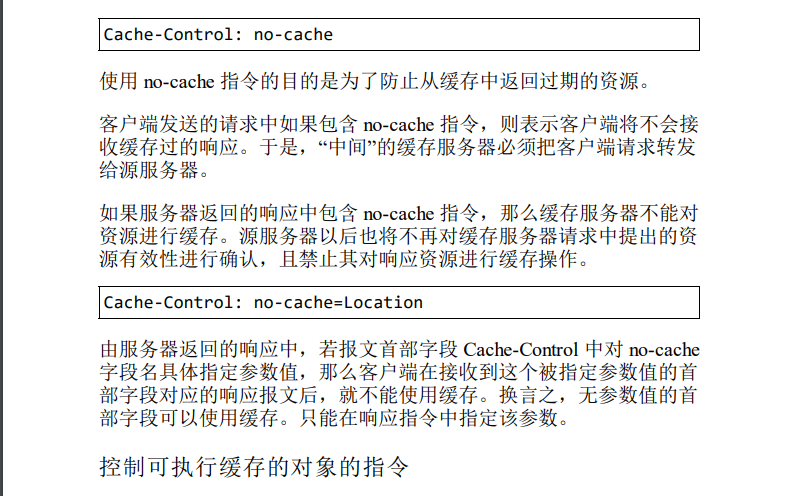 Cache-Control: no-cache
使用 no-cache 指令的目的是为了防止从缓存中返回过期的资源。
客户端发送的请求中如果包含 no-cache 指令，则表示客户端将不会接
收缓存过的响应。于是，“中间”的缓存服务器必须把客户端请求转发
给源服务器。
如果服务器返回的响应中包含 no-cache 指令，那么缓存服务器不能对
资源进行缓存。源服务器以后也将不再对缓存服务器请求中提出的资
源有效性进行确认，且禁止其对响应资源进行缓存操作。
Cache-Control: no-cache=Location
由服务器返回的响应中，若报文首部字段 Cache-Control 中对 no-cache
字段名具体指定参数值，那么客户端在接收到这个被指定参数值的首
部字段对应的响应报文后，就不能使用缓存。换言之，无参数值的首
部字段可以使用缓存。只能在响应指令中指定该参数。
控制可执行缓存的对象的指令